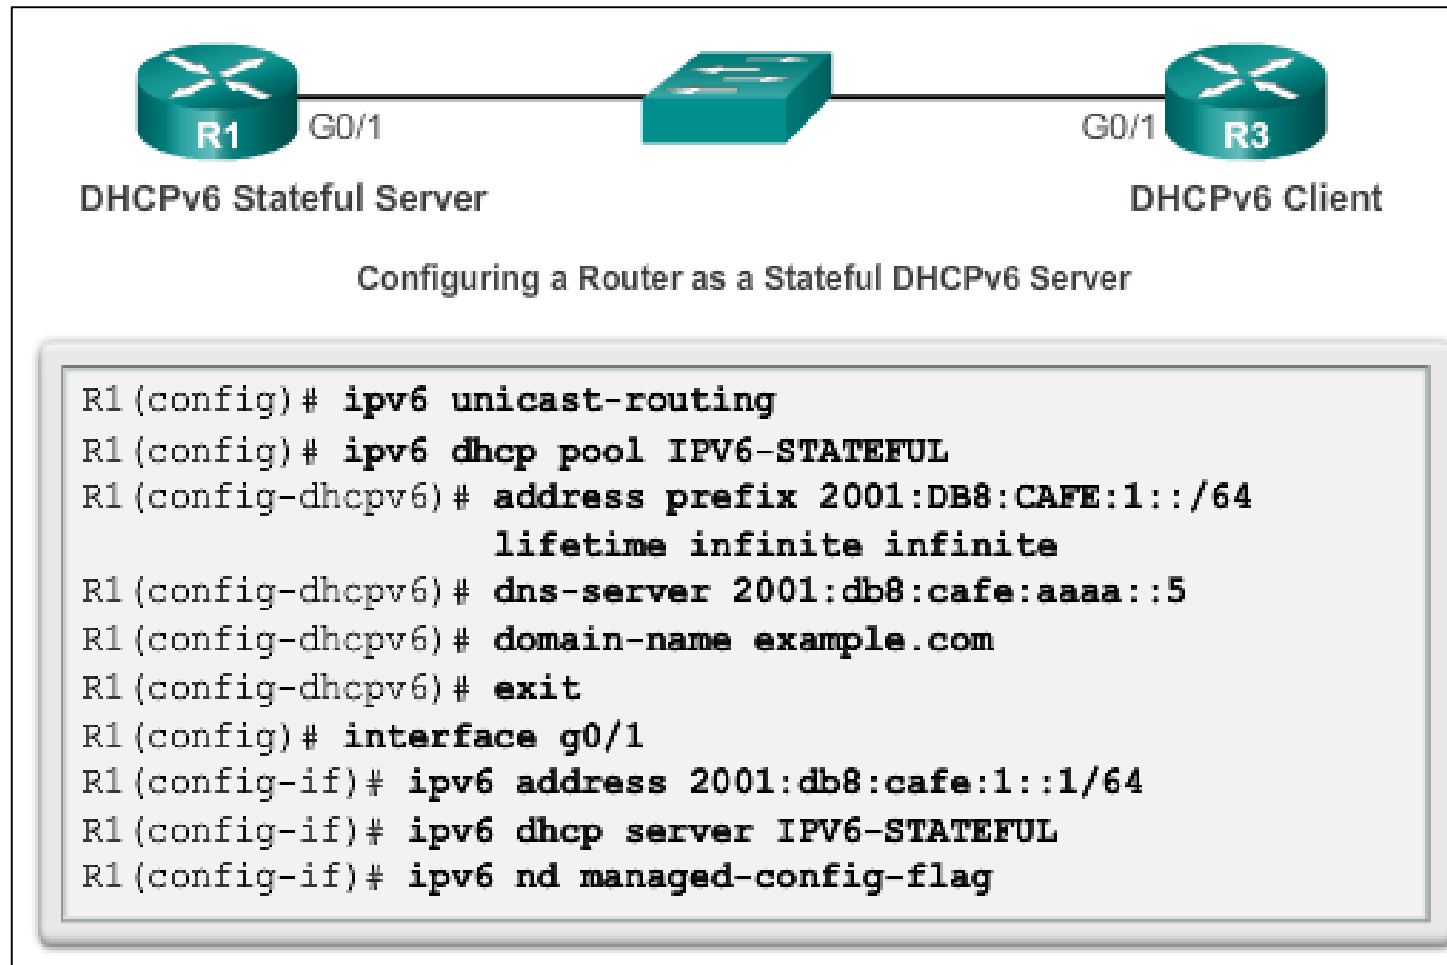 R1
G0/1
G0/1
R3
DHCPv6 Stateful Server
DHCPv6 Client
Configuring a Router as a Stateful DHCPv6 Server
R1(config)# ipv6 unicast-routing
R1(config)# ipv6 dhcp pool IPV6-STATEFUL
R1(config-dhcpv6)# address prefix 2001:DB8:CAFE:1::/64
lifetime infinite infinite
R1(config-dhcpv6)# dns-server 2001:db8:cafe:aaaa::5
R1(config-dhcpv6)# domain-name example.com
R1(config-dhcpv6)# exit
R1(config)# interface g0/1
R1(config-if)# ipv6 address 2001:db8:cafe:1::1/64
R1(config-if)# ipv6 dhcp server IPV6-STATEFUL
R1(config-if)# ipv6 nd managed-config-flag